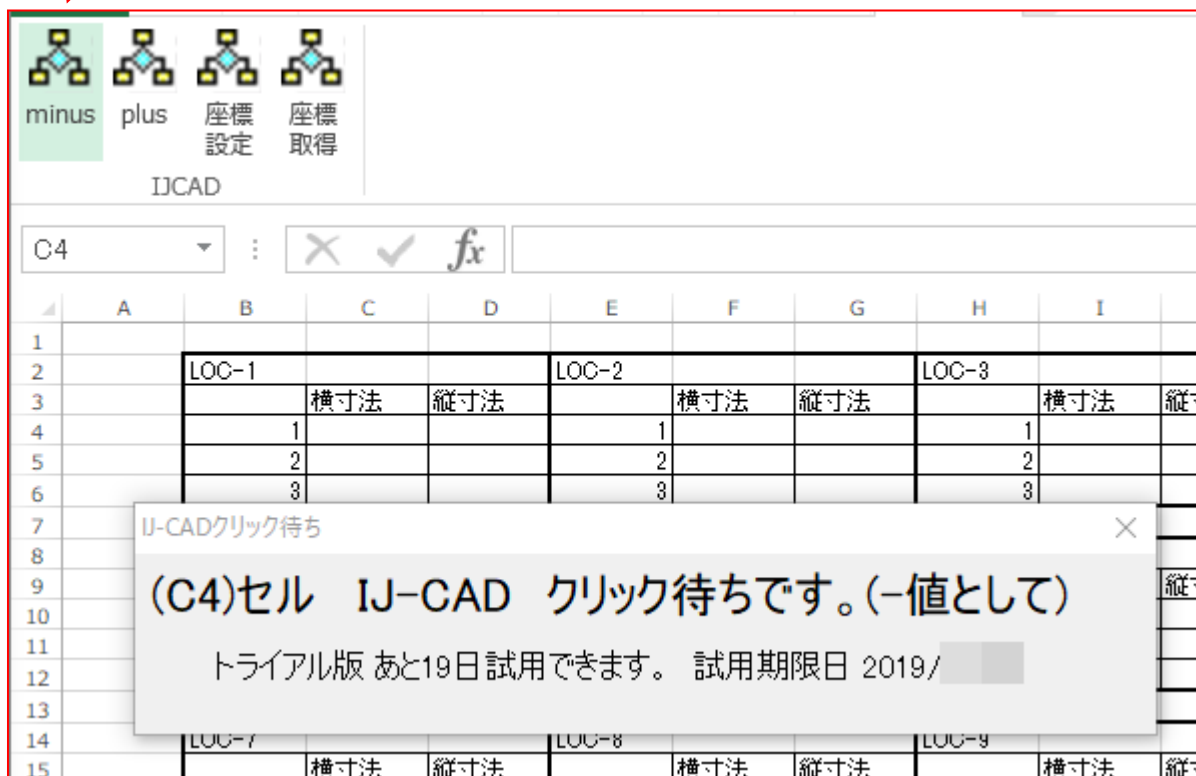 minus plus 座標設定 座標取得
IJCAD
C4 fx
A B C D E F G H I
1
2 LOC-1 LOC-2 LOC-3
3 横寸法 縦寸法 横寸法 縦寸法 横寸法 縦寸
4 1 1 1
5 2 2 2
6 3 3 3
7 IJ-CADクリック待ち
8
(C4)セル IJ-CAD クリック待ちです。(-値として)
9 縦寸
10
11
トライアル版 あと19日試用できます。 試用期限日 2019/
12
13
14 LOC-7 LOC-8 LOC-9
15 横寸法 縦寸法 横寸法 縦寸法 横寸法 縦寸